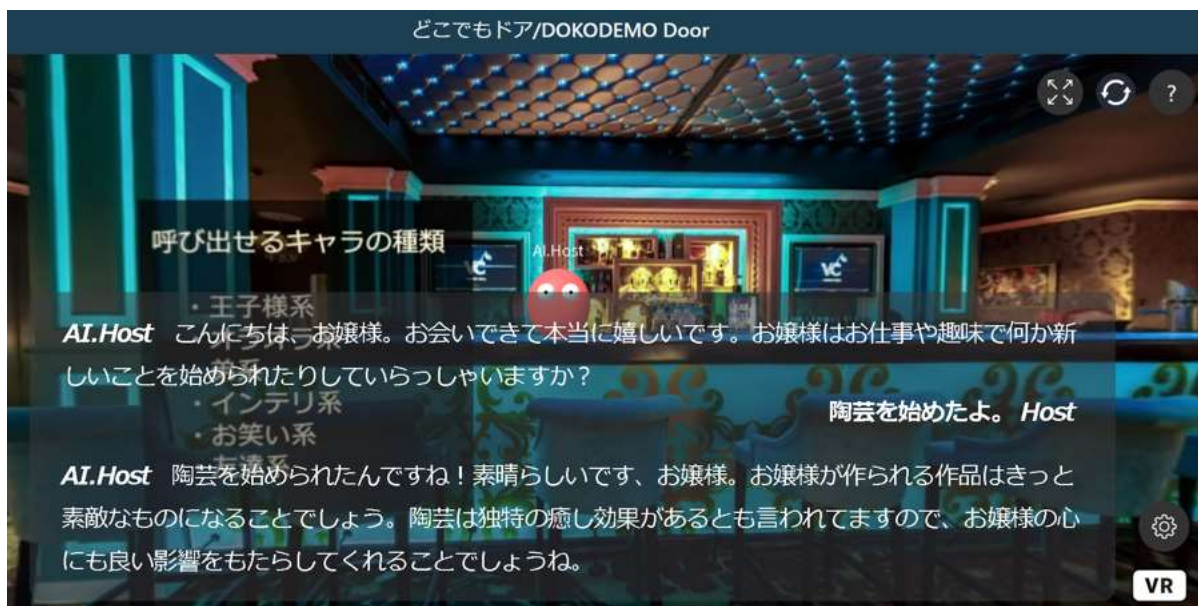 どこでもドア/DOKODEMO Door
?
呼び出せるキャラの種類
・王子様系
・インテリ系
・お笑い系
VC
AI.Host
VC
AI.Host こんにちは、お嬢様。お会いできて本当に嬉しいです。お嬢様はお仕事や趣味で何か新
しいことを始められたりしていらっしゃいますか？
陶芸を始めたよ。 Host
AI.Host 陶芸を始められたんですね！素晴らしいです、お嬢様。お嬢様が作られる作品はきっと
素敵なものになることでしょう。陶芸は独特の癒し効果があるとも言われてますので、お嬢様の心
にも良い影響をもたらしてくれることでしょうね。
VR